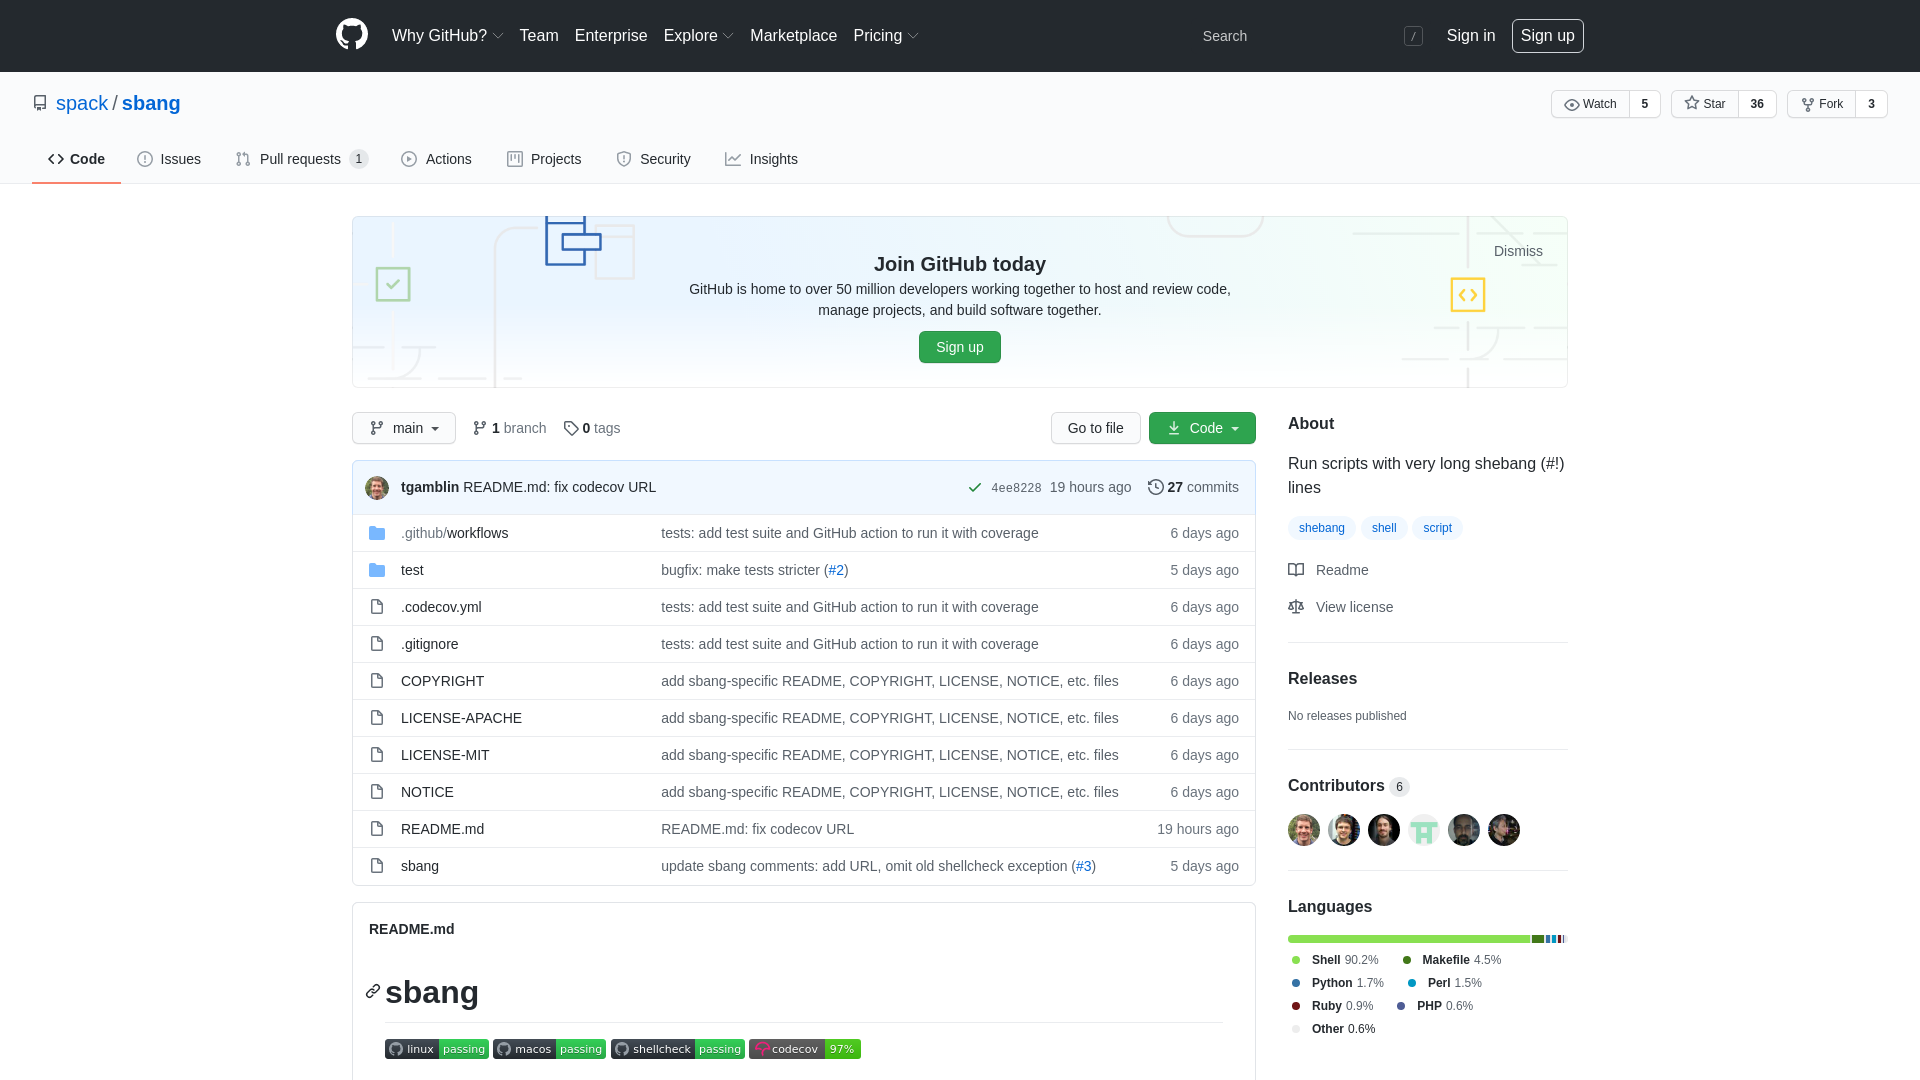 Why GitHub? Team Enterprise Explore Marketplace Pricing Search / Sign in Sign up
spack / sbang Watch 5 Star 36 Fork 3
Code Issues Pull requests 1 Actions Projects Security Insights
Dismiss
Join GitHub today
GitHub is home to over 50 million developers working together to host and review code,
manage projects, and build software together.
Sign up
main 1 branch 0 tags Go to file Code
tgamblin README.md: fix codecov URL 4ee8228 19 hours ago 27 commits
.github/workflows tests: add test suite and GitHub action to run it with coverage 6 days ago
test bugfix: make tests stricter (#2) 5 days ago
.codecov.yml tests: add test suite and GitHub action to run it with coverage 6 days ago
.gitignore tests: add test suite and GitHub action to run it with coverage 6 days ago
COPYRIGHT add sbang-specific README, COPYRIGHT, LICENSE, NOTICE, etc. files 6 days ago
LICENSE-APACHE add sbang-specific README, COPYRIGHT, LICENSE, NOTICE, etc. files 6 days ago
LICENSE-MIT add sbang-specific README, COPYRIGHT, LICENSE, NOTICE, etc. files 6 days ago
NOTICE add sbang-specific README, COPYRIGHT, LICENSE, NOTICE, etc. files 6 days ago
README.md README.md: fix codecov URL 19 hours ago
sbang update sbang comments: add URL, omit old shellcheck exception (#3) 5 days ago
README.md
sbang
linux passing macos passing shellcheck passing codecov 97%
About
Run scripts with very long shebang (#!)
lines
shebang shell script
Readme
View license
Releases
No releases published
Contributors 6
Languages
Shell 90.2% Makefile 4.5%
Python 1.7% Perl 1.5%
Ruby 0.9% PHP 0.6%
Other 0.6%